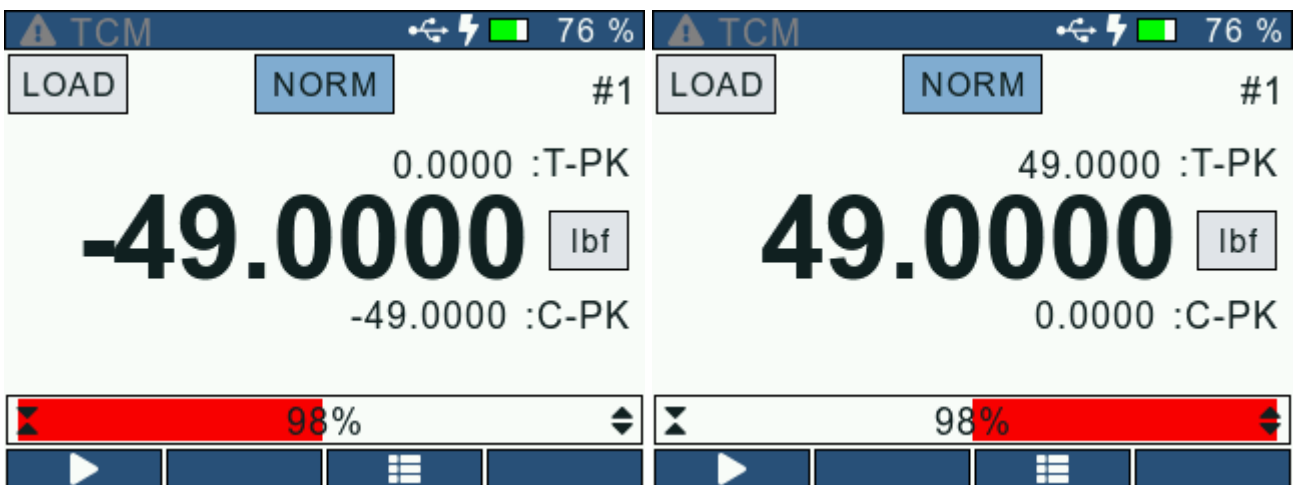 TCM 76 %
LOAD NORM #1
0.0000 :T-PK
-49.0000 lbf
-49.0000 :C-PK
98%
TCM 76 %
LOAD NORM #1
49.0000 :T-PK
49.0000 lbf
0.0000 :C-PK
98%